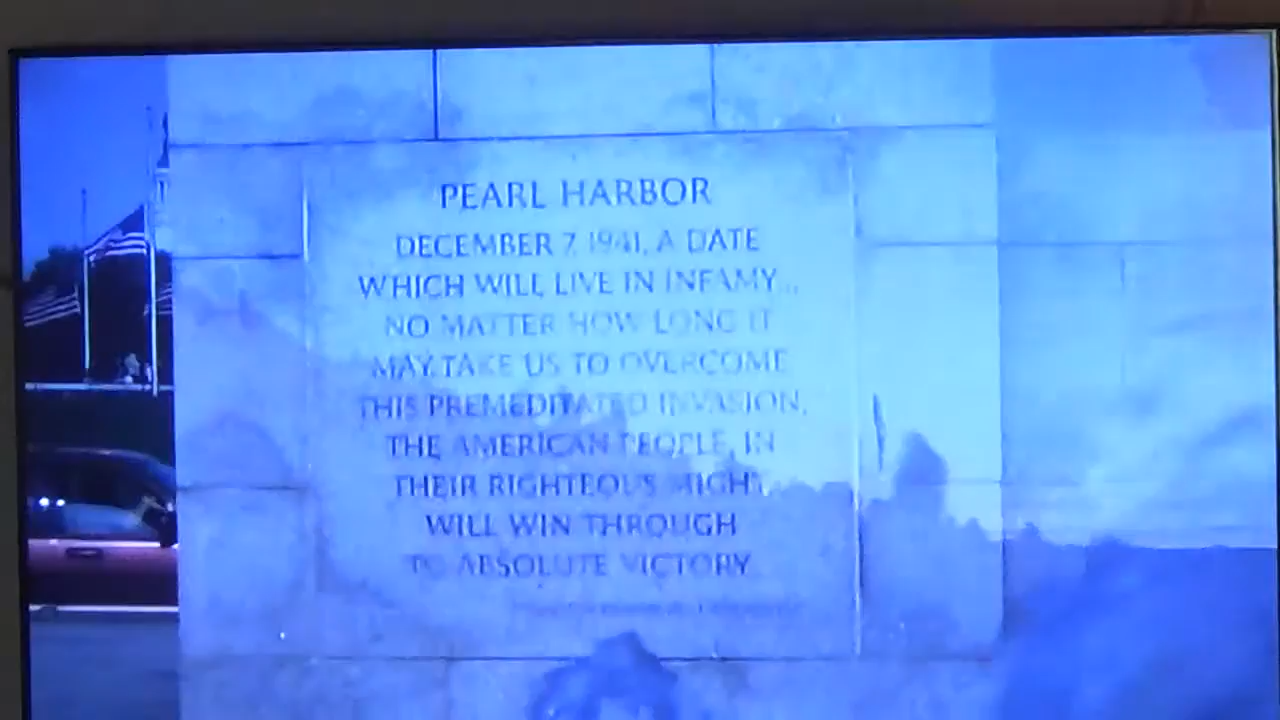 PEARL HARBOR
DECEMBER 7, 1941, A DATE
WHICH WILL LIVE IN INFAMY...
NO MATTER HOW LONG IT
MAY TAKE US TO OVERCOME
THIS PREMEDITATED INVASION,
THE AMERICAN PEOPLE, IN
THEIR RIGHTEOUS MIGHT,
WILL WIN THROUGH
TO ABSOLUTE VICTORY.